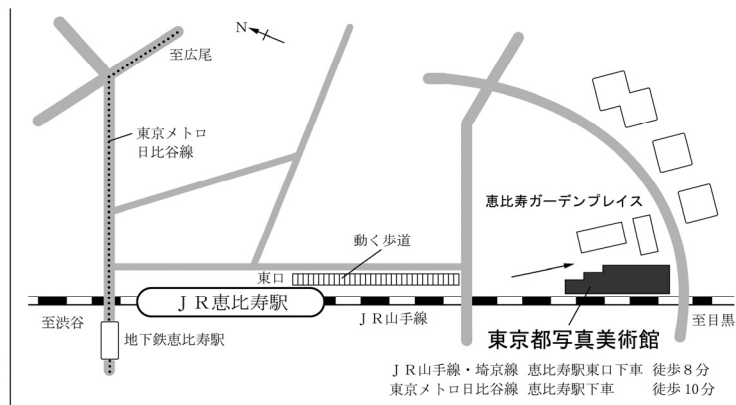 N
至広尾
東京メトロ
日比谷線
恵比寿ガーデンプレイス
動く歩道
東口
ＪＲ恵比寿駅
至渋谷
ＪＲ山手線
至目黒
地下鉄恵比寿駅
東京都写真美術館
ＪＲ山手線・埼京線 恵比寿駅東口下車 徒歩８分
東京メトロ日比谷線 恵比寿駅下車 徒歩10分